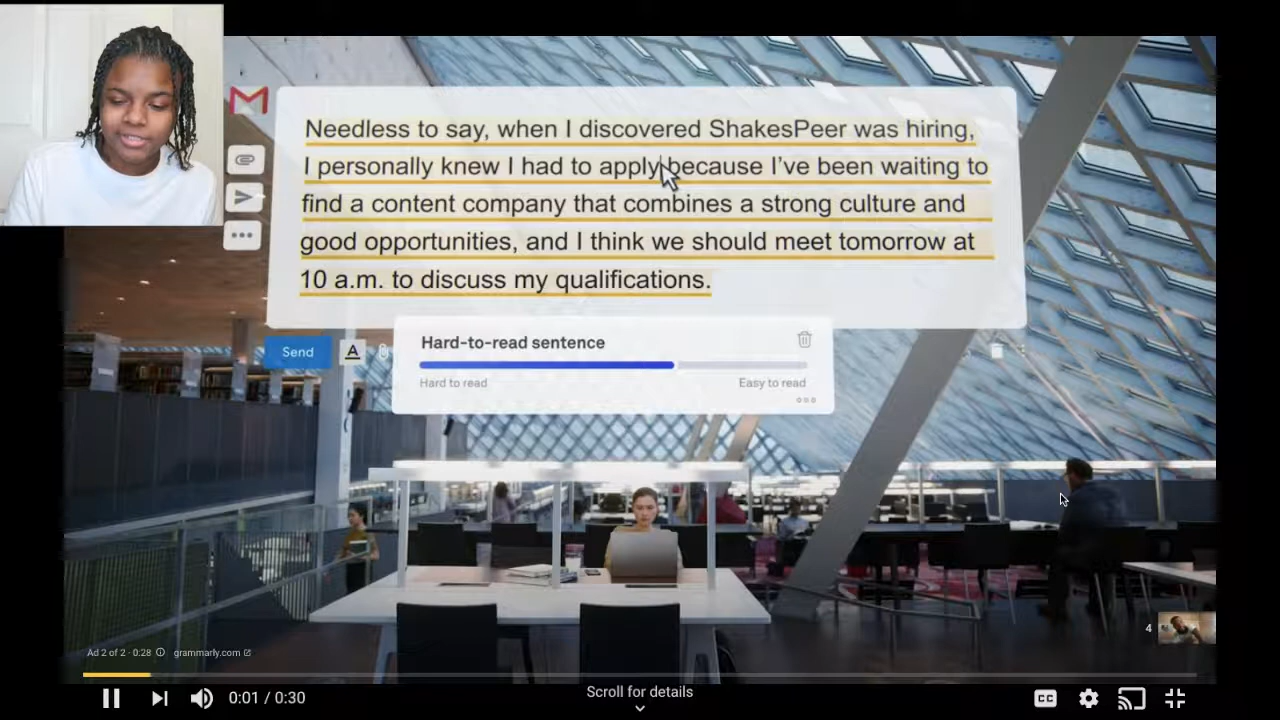 Needless to say, when I discovered ShakesPeer was hiring,
I personally knew I had to apply because I've been waiting to
find a content company that combines a strong culture and
good opportunities, and I think we should meet tomorrow at
10 a.m. to discuss my qualifications.
Send
A
Hard-to-read sentence
Hard to read
Easy to read
4
Ad 2 of 2 · 0:28
grammarly.com
0:01 / 0:30
Scroll for details
CC